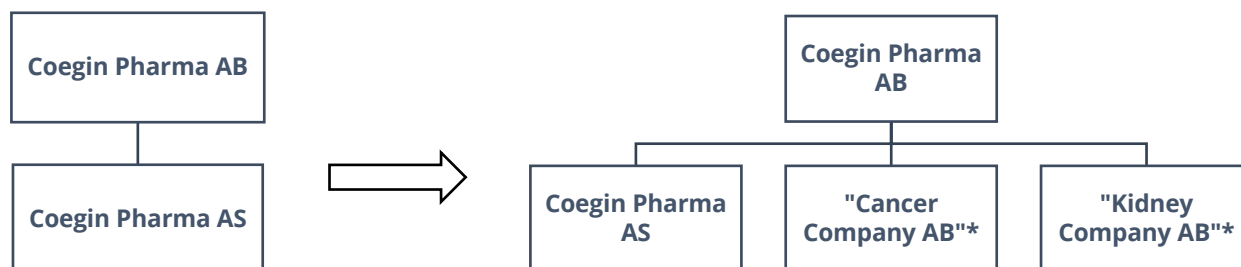 Coegin Pharma AB
Coegin Pharma AS
Coegin Pharma
AB
Coegin Pharma
AS
"Cancer
Company AB"*
"Kidney
Company AB"*